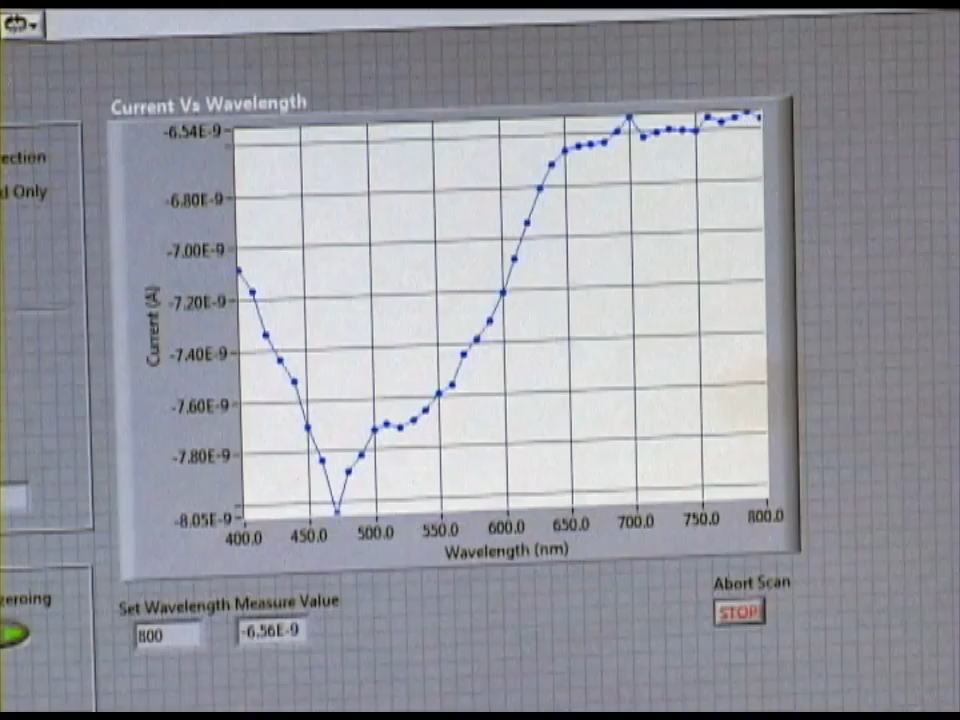 Current Vs Wavelength
-6.54E-9
-6.80E-9
-7.00E-9
-7.20E-9
-7.40E-9
-7.60E-9
-7.80E-9
-8.05E-9
Current (A)
400.0 450.0 500.0 550.0 600.0 650.0 700.0 750.0 800.0
Wavelength (nm)
ection
d Only
zeroing
Set Wavelength Measure Value
800 -6.56E-9
Abort Scan
STOP